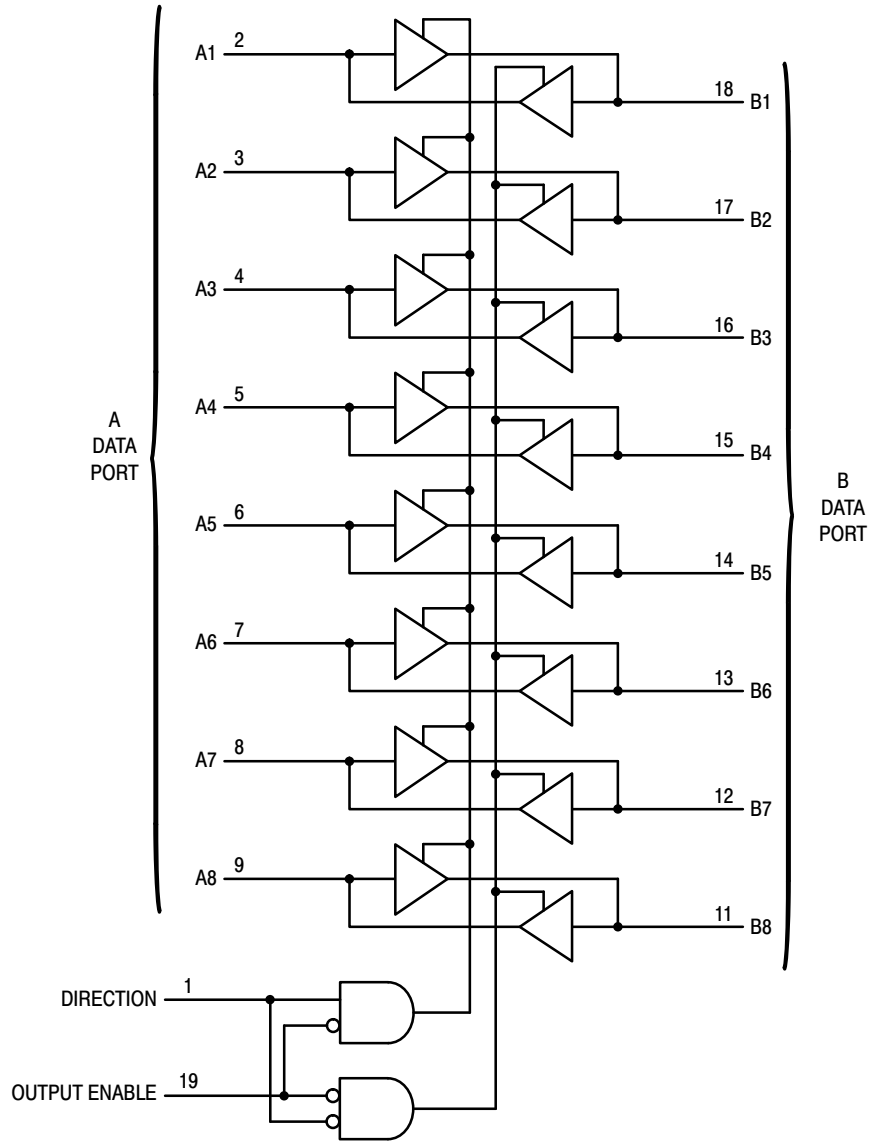 A1 2
18 B1
A2 3
17 B2
A3 4
16 B3
A4 5
15 B4
A
DATA
PORT
B
DATA
PORT
A5 6
14 B5
A6 7
13 B6
A7 8
12 B7
A8 9
11 B8
DIRECTION 1
OUTPUT ENABLE 19